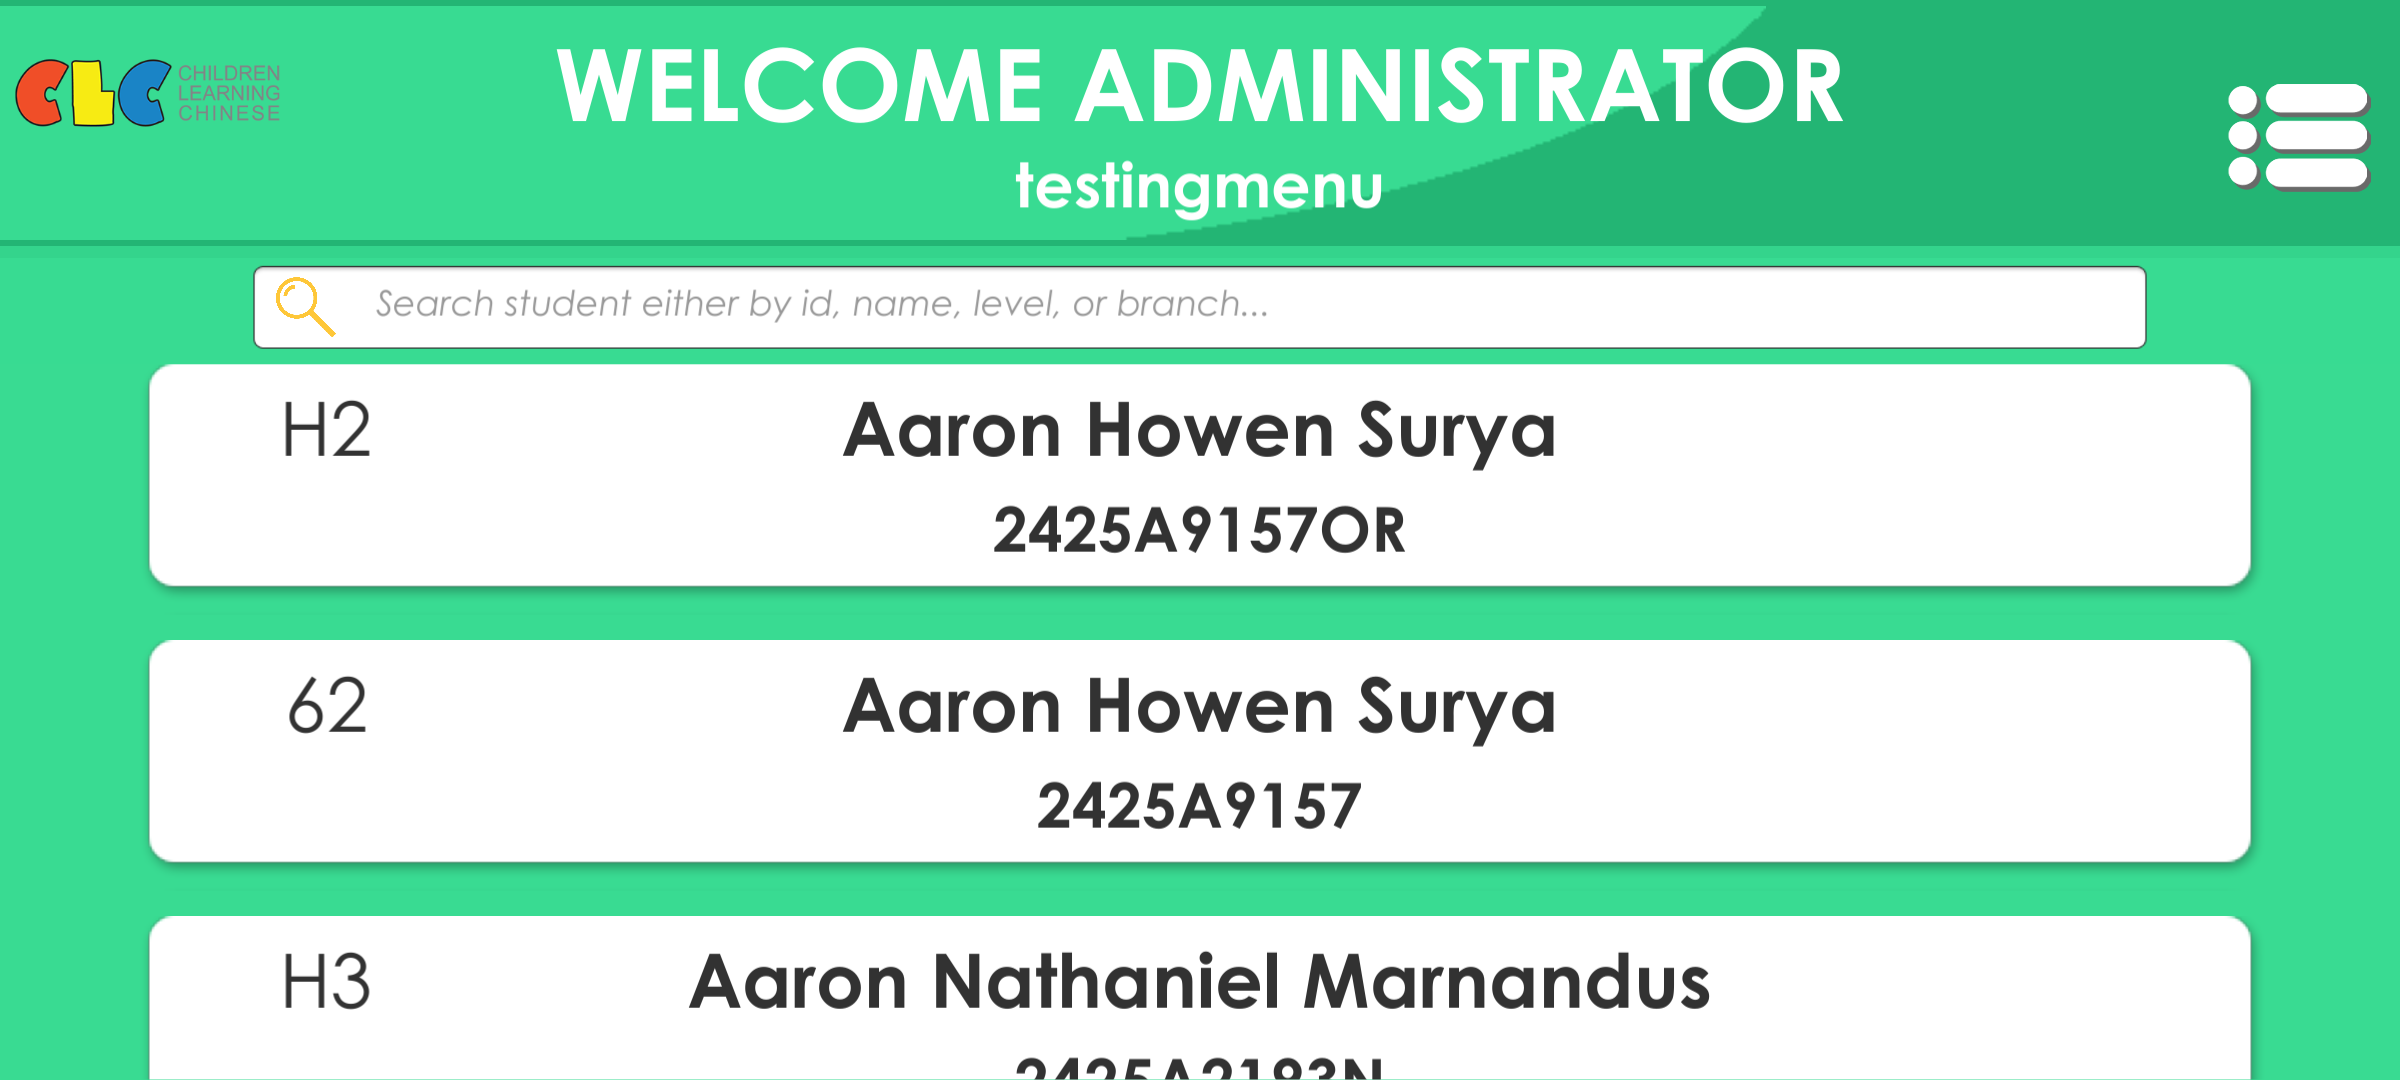 CLC CHILDREN
LEARNING
CHINESE
WELCOME ADMINISTRATOR
testingmenu
Search student either by id, name, level, or branch...
H2 Aaron Howen Surya
2425A9157OR
62 Aaron Howen Surya
2425A9157
H3 Aaron Nathaniel Marnandus
2425A2193N